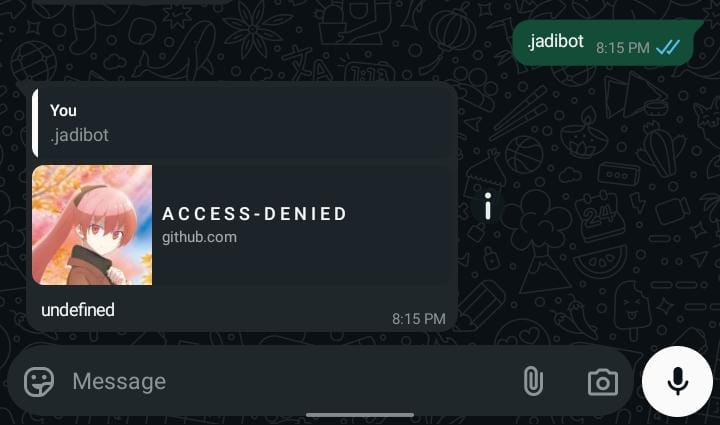 .jadibot
8:15 PM
You
.jadibot
ACCESS-DENIED
github.com
undefined
8:15 PM
Message